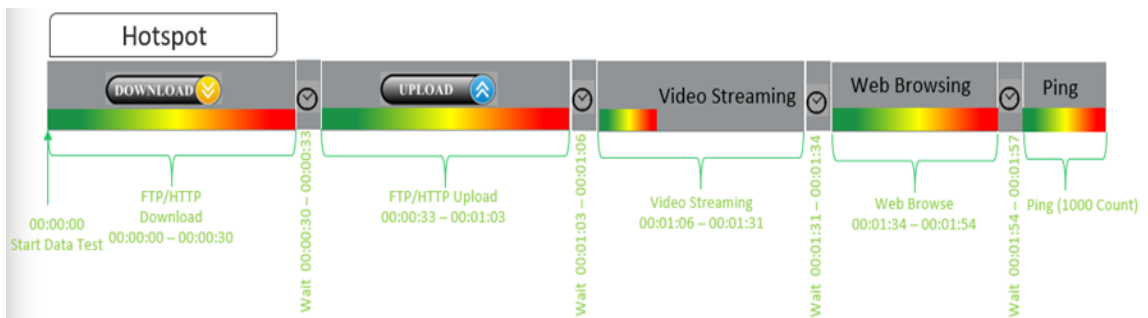 Hotspot
DOWNLOAD
UPLOAD
Video Streaming
Web Browsing
Ping
00:00:00
Start Data Test
FTP/HTTP
Download
00:00:00 – 00:00:30
Wait 00:00:30 – 00:00:33
FTP/HTTP Upload
00:00:33 – 00:01:03
Wait 00:01:03 – 00:01:06
Video Streaming
00:01:06 – 00:01:31
Wait 00:01:31 – 00:01:34
Web Browse
00:01:34 – 00:01:54
Wait 00:01:54 – 00:01:57
Ping (1000 Count)